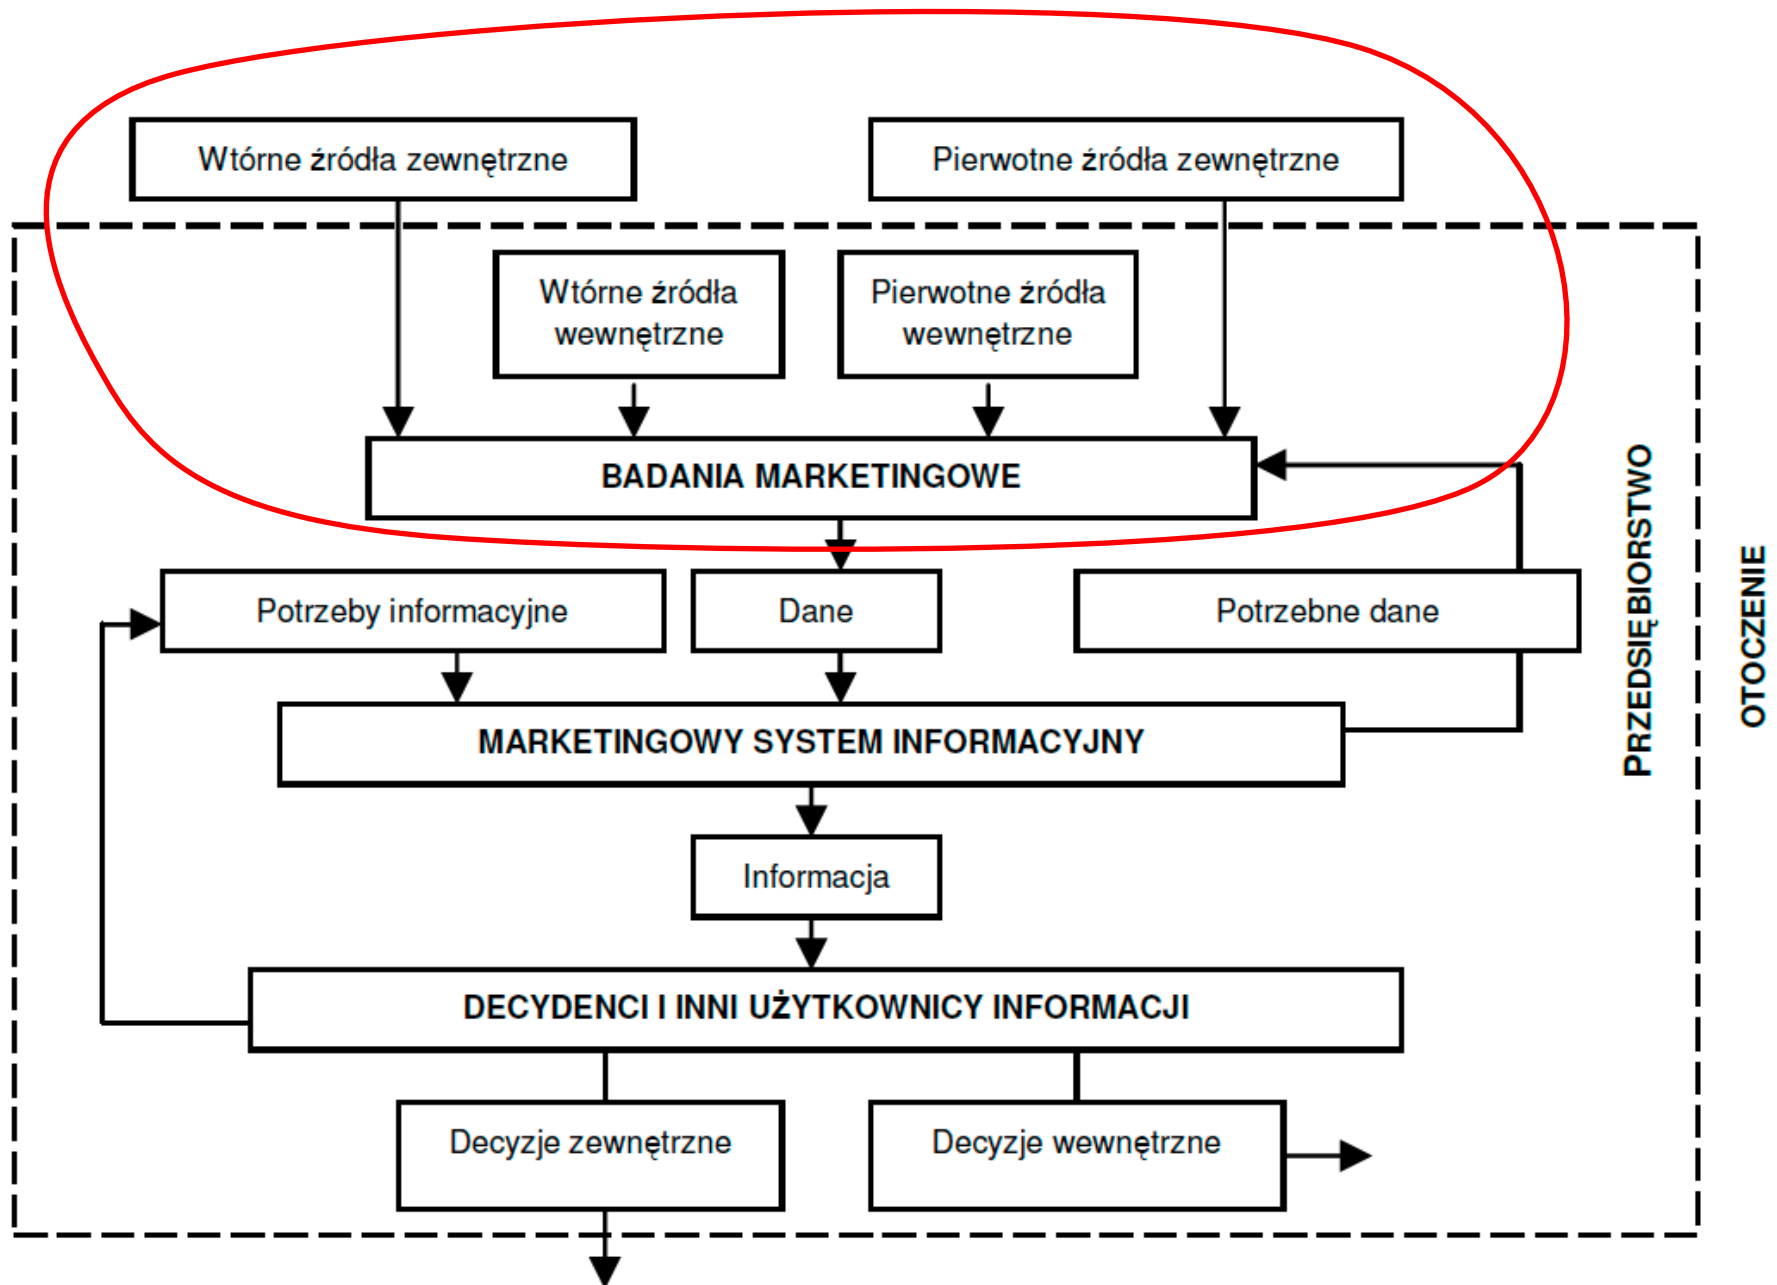 Wtórne źródła zewnętrzne
Pierwotne źródła zewnętrzne
Wtórne źródła
wewnętrzne
Pierwotne źródła
wewnętrzne
BADANIA MARKETINGOWE
Potrzeby informacyjne
Dane
Potrzebne dane
MARKETINGOWY SYSTEM INFORMACYJNY
Informacja
DECYDENCI I INNI UŻYTKOWNICY INFORMACJI
Decyzje zewnętrzne
Decyzje wewnętrzne
PRZEDSIĘBIORSTWO
OTOCZENIE